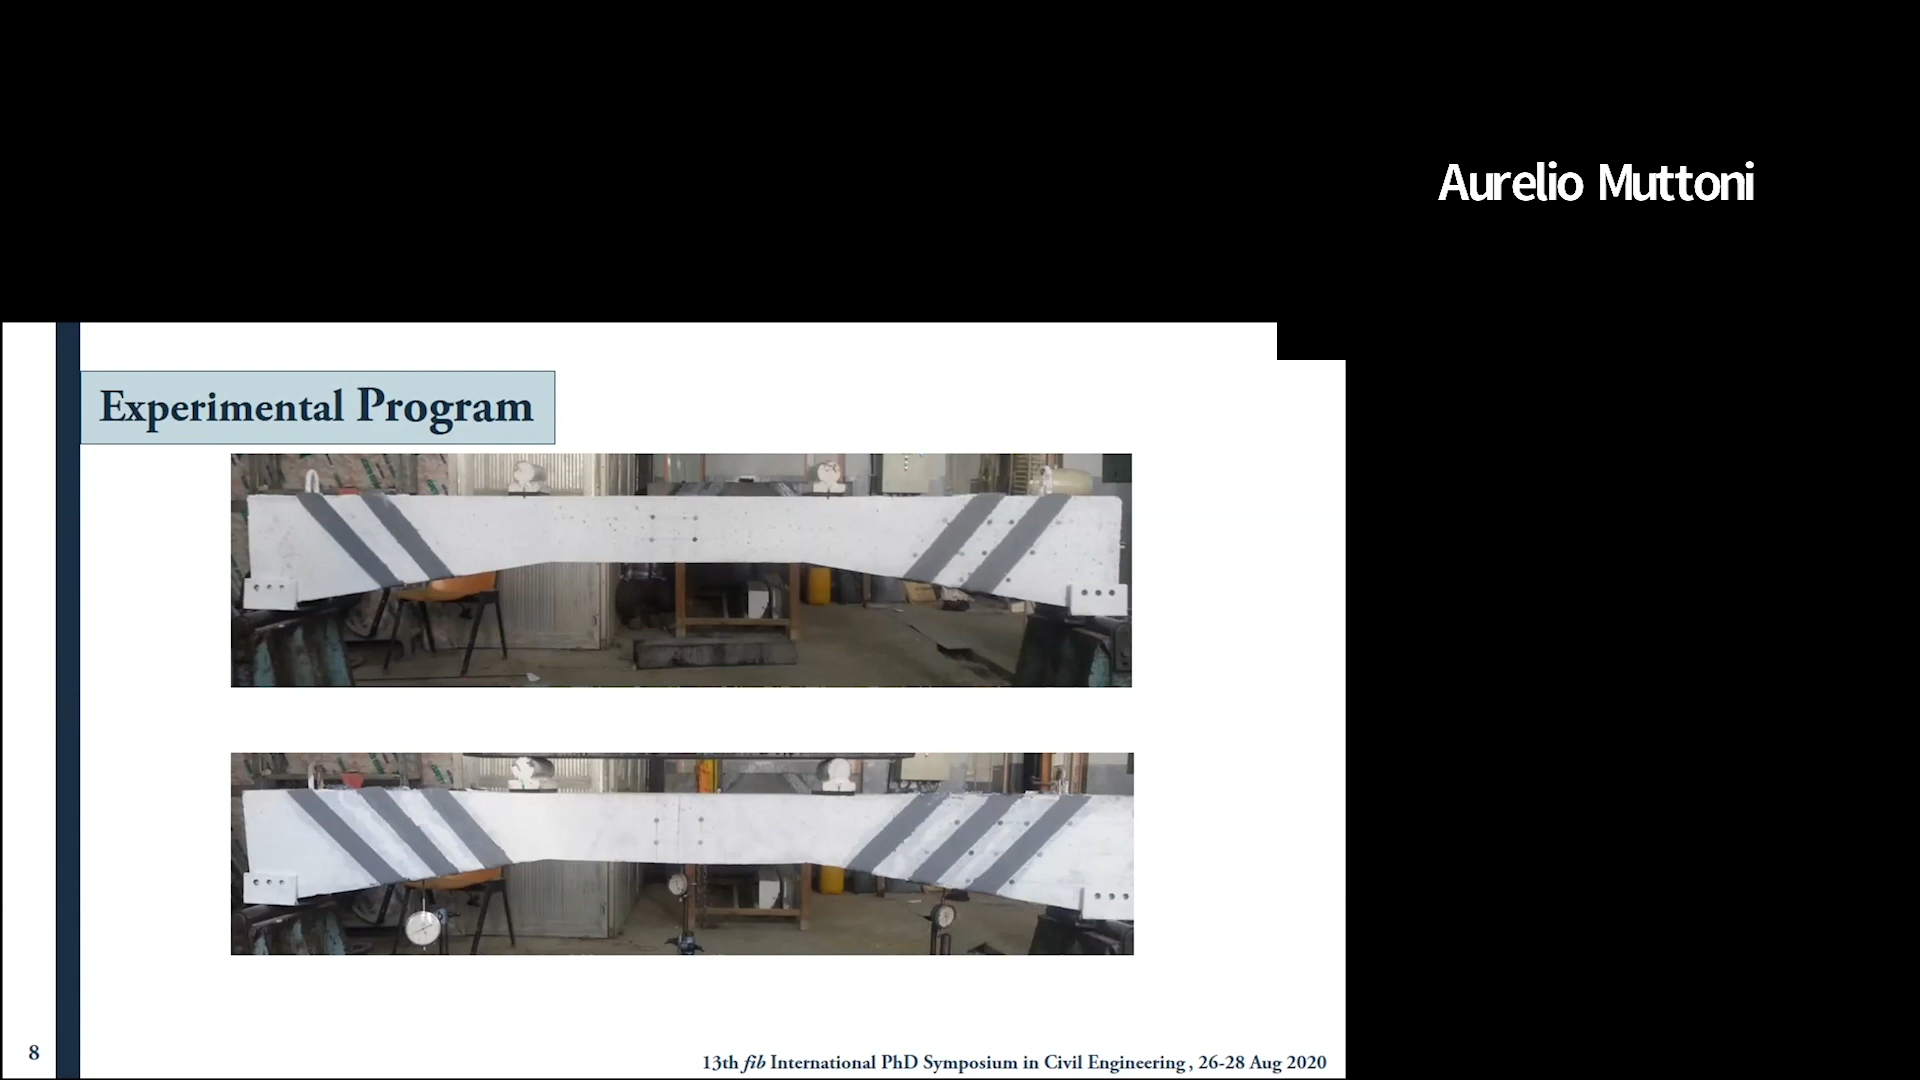 Aurelio Muttoni
Experimental Program
8
13th fib International PhD Symposium in Civil Engineering, 26-28 Aug 2020